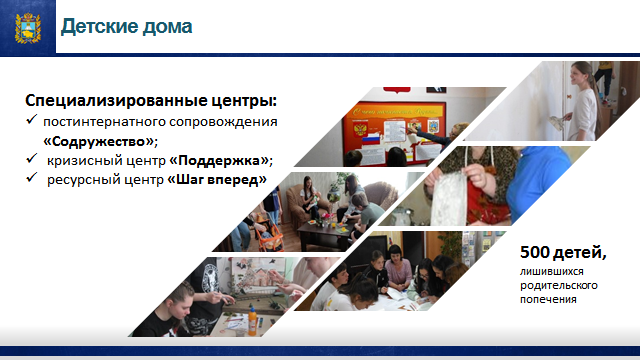 Детские дома
Специализированные центры:
✓ постинтернатного сопровождения
«Содружество»;
✓ кризисный центр «Поддержка»;
✓ ресурсный центр «Шаг вперед»
500 детей,
лишившихся
родительского
попечения